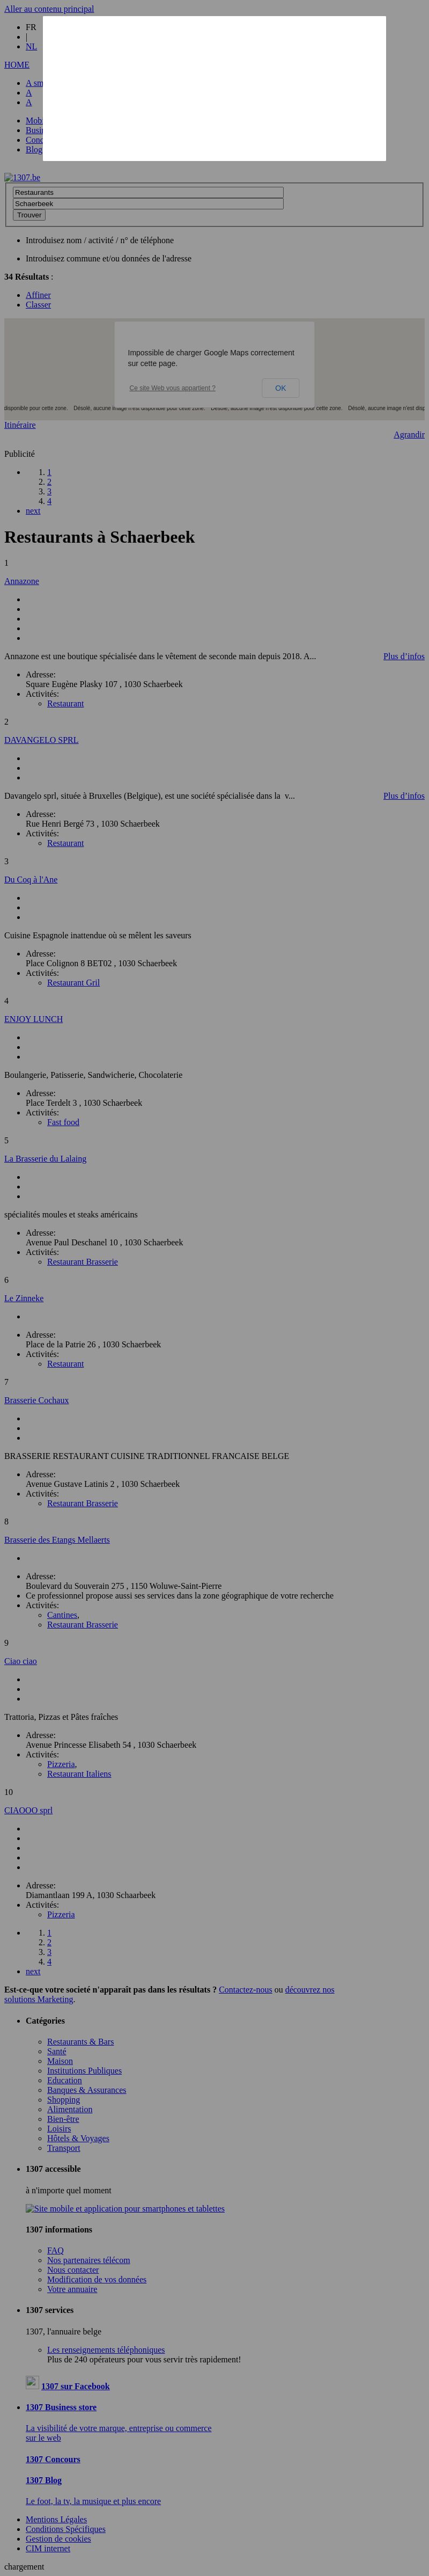 Aller au contenu principal
FR
|
NL
HOME
A
A
Mob
Busi
Conc
Blog
1307.be
Restaurants
Schaerbeek
Trouver
Introduisez nom / activité / n° de téléphone
Introduisez commune et/ou données de l'adresse
34 Résultats :
Affiner
Classer
Impossible de charger Google Maps correctement
sur cette page.
Ce site Web vous appartient ?
OK
disponible pour cette zone. Désolé, aucune image n'est disponible pour cette zone. Désolé, aucune image n'est disponible pour cette zone. Désolé, aucune image n'est disp
Itinéraire
Agrandir
Publicité
1. 1
2. 2
3. 3
4. 4
next
Restaurants à Schaerbeek
1
Annazone
Annazone est une boutique spécialisée dans le vêtement de seconde main depuis 2018. A... Plus d’infos
Adresse:
Square Eugène Plasky 107 , 1030 Schaerbeek
Activités:
Restaurant
2
DAVANGELO SPRL
Davangelo sprl, située à Bruxelles (Belgique), est une société spécialisée dans la v... Plus d’infos
Adresse:
Rue Henri Bergé 73 , 1030 Schaerbeek
Activités:
Restaurant
3
Du Coq à l'Ane
Cuisine Espagnole inattendue où se mêlent les saveurs
Adresse:
Place Colignon 8 BET02 , 1030 Schaerbeek
Activités:
Restaurant Gril
4
ENJOY LUNCH
Boulangerie, Patisserie, Sandwicherie, Chocolaterie
Adresse:
Place Terdelt 3 , 1030 Schaerbeek
Activités:
Fast food
5
La Brasserie du Lalaing
spécialités moules et steaks américains
Adresse:
Avenue Paul Deschanel 10 , 1030 Schaerbeek
Activités:
Restaurant Brasserie
6
Le Zinneke
Adresse:
Place de la Patrie 26 , 1030 Schaerbeek
Activités:
Restaurant
7
Brasserie Cochaux
BRASSERIE RESTAURANT CUISINE TRADITIONNEL FRANCAISE BELGE
Adresse:
Avenue Gustave Latinis 2 , 1030 Schaerbeek
Activités:
Restaurant Brasserie
8
Brasserie des Etangs Mellaerts
Adresse:
Boulevard du Souverain 275 , 1150 Woluwe-Saint-Pierre
Ce professionel propose aussi ses services dans la zone géographique de votre recherche
Activités:
Cantines,
Restaurant Brasserie
9
Ciao ciao
Trattoria, Pizzas et Pâtes fraîches
Adresse:
Avenue Princesse Elisabeth 54 , 1030 Schaerbeek
Activités:
Pizzeria,
Restaurant Italiens
10
CIAOOO sprl
Adresse:
Diamantlaan 199 A, 1030 Schaarbeek
Activités:
Pizzeria
1. 1
2. 2
3. 3
4. 4
next
Est-ce-que votre societé n'apparaît pas dans les résultats ? Contactez-nous ou découvrez nos
solutions Marketing.
Catégories
Restaurants & Bars
Santé
Maison
Institutions Publiques
Education
Banques & Assurances
Shopping
Alimentation
Bien-être
Loisirs
Hôtels & Voyages
Transport
1307 accessible
à n'importe quel moment
Site mobile et application pour smartphones et tablettes
1307 informations
FAQ
Nos partenaires télécom
Nous contacter
Modification de vos données
Votre annuaire
1307 services
1307, l'annuaire belge
Les renseignements téléphoniques
Plus de 240 opérateurs pour vous servir très rapidement!
1307 sur Facebook
1307 Business store
La visibilité de votre marque, entreprise ou commerce
sur le web
1307 Concours
1307 Blog
Le foot, la tv, la musique et plus encore
Mentions Légales
Conditions Spécifiques
Gestion de cookies
CIM internet
chargement